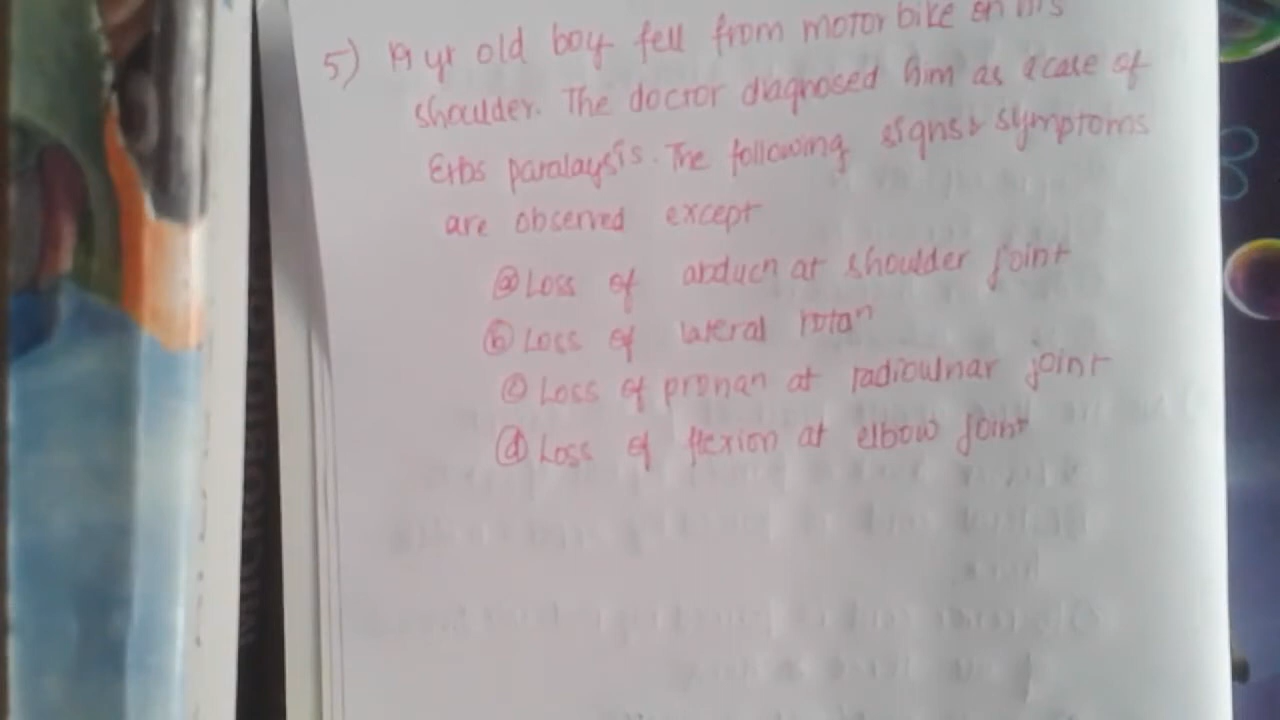 5) 19 yr old boy fell from motor bike on his
shoulder. The doctor diagnosed him as a case of
Erbs paralaysis. The following signs & symptoms
are observed except
(a) Loss of abducn at shoulder joint
(b) Loss of lateral rotan
(c) Loss of pronan at radioulnar joint
(d) Loss of flexion at elbow joint